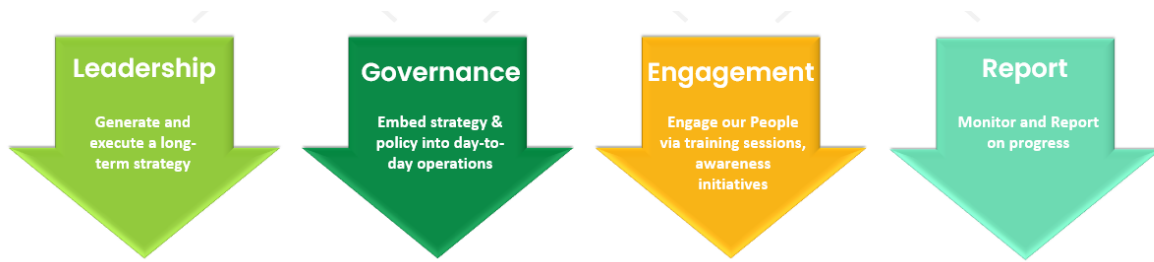 Leadership
Generate and
execute a long-
term strategy
Governance
Embed strategy &
policy into day-to-
day operations
Engagement
Engage our People
via training sessions,
awareness
initiatives
Report
Monitor and Report
on progress